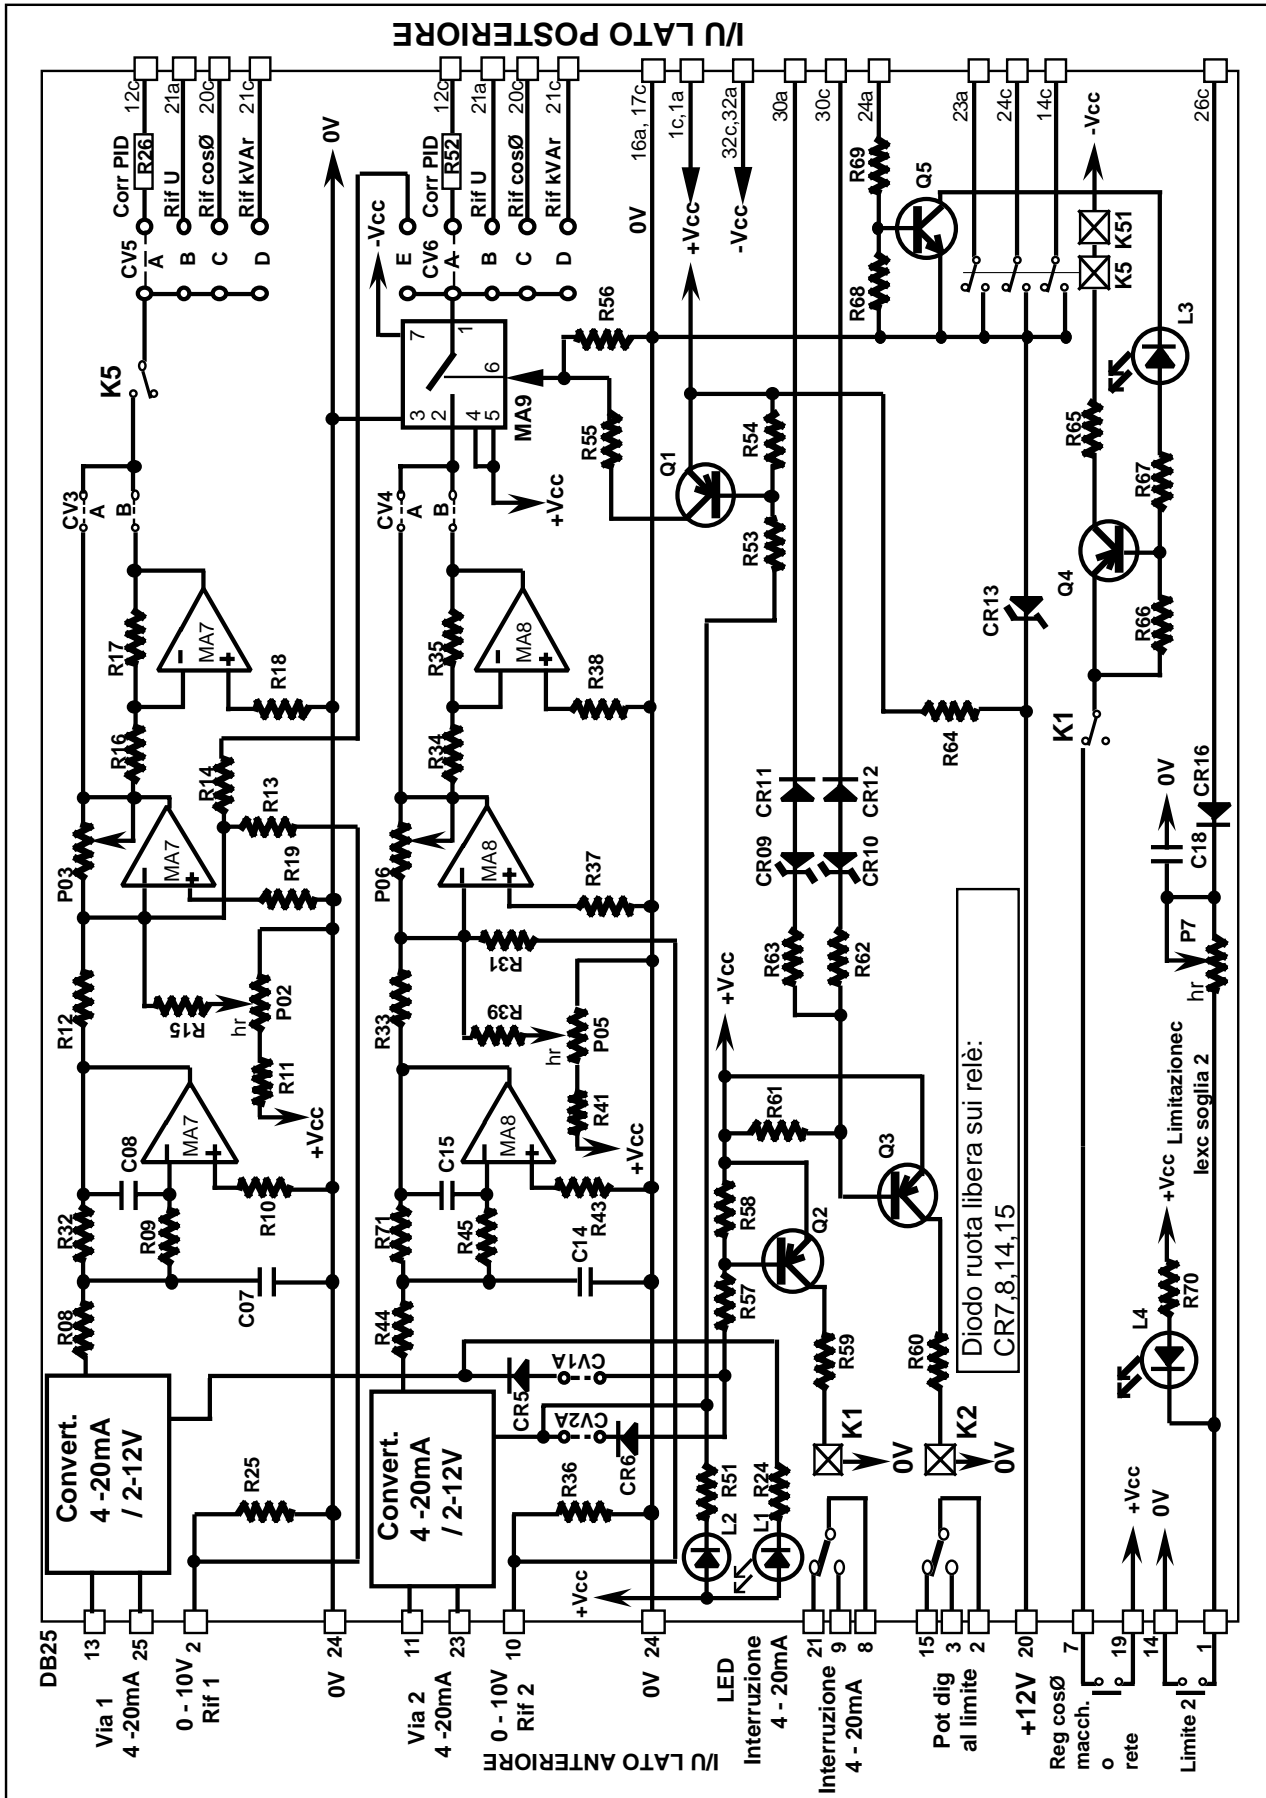 I/U LATO POSTERIORE
12c
21a
20c
21c
12c
21a
20c
21c
16a, 17c
1c,1a
32c,32a
30a
30c
24a
23a
24c
14c
26c
Corr PID
R26
Rif U
Rif cosØ
Rif kVAr
0V
Corr PID
R52
Rif U
Rif cosØ
Rif kVAr
0V
+Vcc
-Vcc
R69
Q5
-Vcc
CV5
A
B
C
D
-Vcc
E
CV6
A
B
C
D
R56
R68
K5
K51
K5
7
1
6
3
2
4
5
MA9
+Vcc
R55
Q1
R54
R53
R65
L3
R67
Q4
R66
CV3
A
B
CV4
A
B
R17
MA7
R18
R16
R35
MA8
R38
R34
CR13
R64
K1
R14
R13
P03
MA7
R19
P06
MA8
R37
CR11
CR12
CR09
CR10
0V
CR16
C18
P7
hr
R12
R15
hr
P02
R11
+Vcc
R33
R31
R39
hr
P05
R41
+Vcc
+Vcc
R63
R62
R61
Q3
Diodo ruota libera sui relè:
CR7,8,14,15
Limitazionec
Iexc soglia 2
+Vcc
C08
MA7
R32
R09
R10
C15
MA8
R71
R45
R43
C14
R58
Q2
R57
R08
C07
R44
R59
R60
L4
R70
CR5
CV1A
CV2A
CR6
Convert.
4 -20mA
/ 2-12V
R25
Convert.
4 -20mA
/ 2-12V
R36
R51
L2
R24
L1
K1
0V
K2
0V
+Vcc
+Vcc
0V
DB25
13
25
2
24
11
23
10
24
21
9
8
15
3
2
20
7
19
14
1
Via 1
4 -20mA
0 - 10V
Rif 1
0V
Via 2
4 -20mA
0 - 10V
Rif 2
0V
LED
Interruzione
4 - 20mA
Interruzione
4 - 20mA
Pot dig
al limite
+12V
Reg cosØ
macch.
o
rete
Limite 2
I/U LATO ANTERIORE